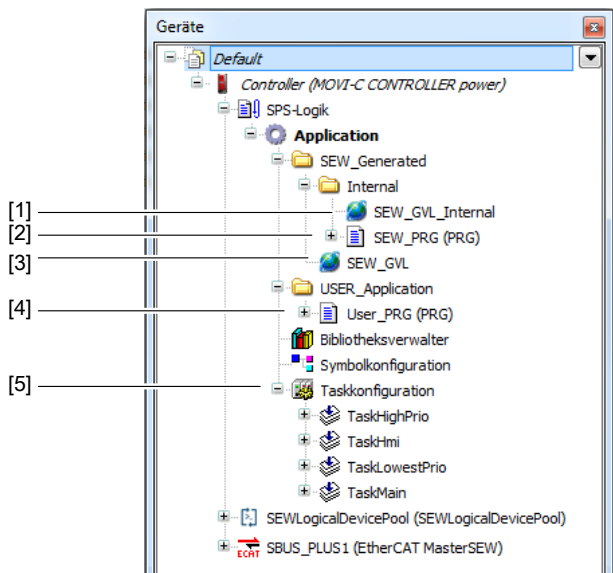 Geräte
Default
Controller (MOVI-C CONTROLLER power)
SPS-Logik
Application
SEW_Generated
Internal
[1] SEW_GVL_Internal
[2] SEW_PRG (PRG)
[3] SEW_GVL
USER_Application
[4] User_PRG (PRG)
Bibliotheksverwalter
Symbolkonfiguration
[5] Taskkonfiguration
TaskHighPrio
TaskHmi
TaskLowestPrio
TaskMain
SEWLogicalDevicePool (SEWLogicalDevicePool)
ECAT SBUS_PLUS1 (EtherCAT MasterSEW)